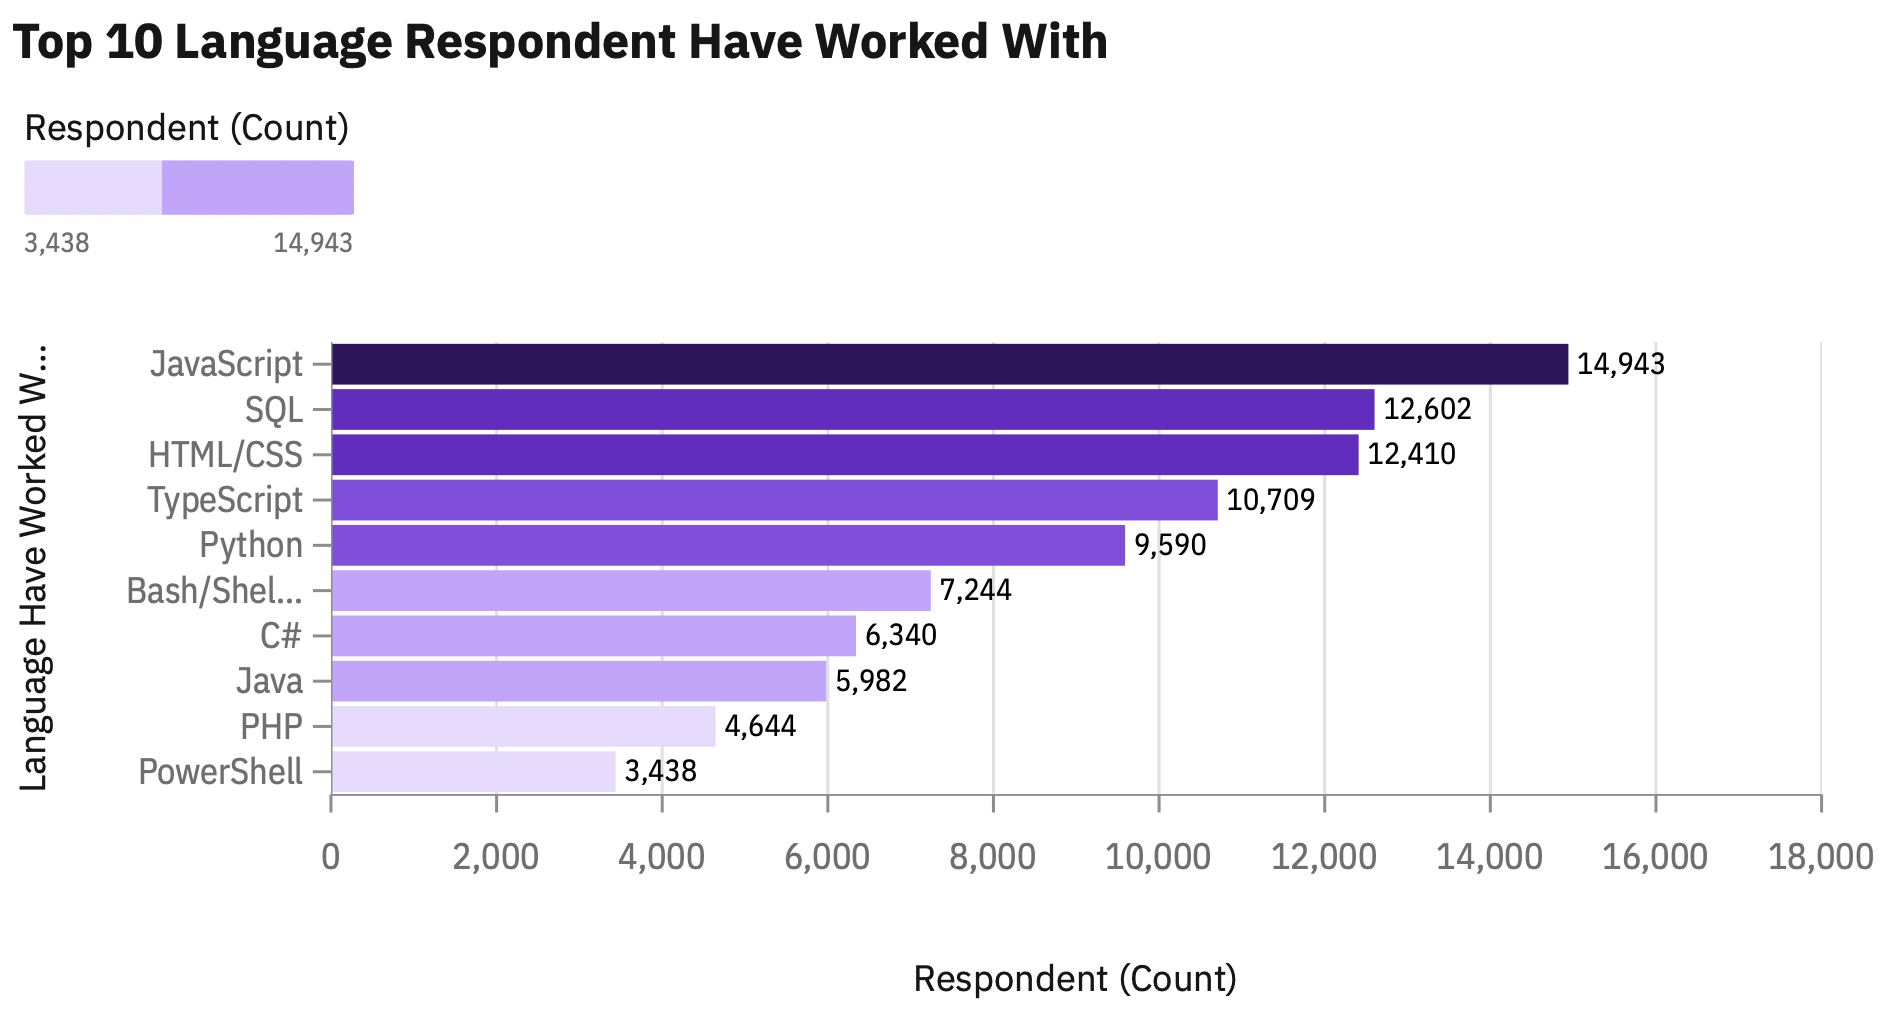 Top 10 Language Respondent Have Worked With
Respondent (Count)
3,438 14,943
Language Have Worked W...
JavaScript 14,943
SQL 12,602
HTML/CSS 12,410
TypeScript 10,709
Python 9,590
Bash/Shel... 7,244
C# 6,340
Java 5,982
PHP 4,644
PowerShell 3,438
0 2,000 4,000 6,000 8,000 10,000 12,000 14,000 16,000 18,000
Respondent (Count)